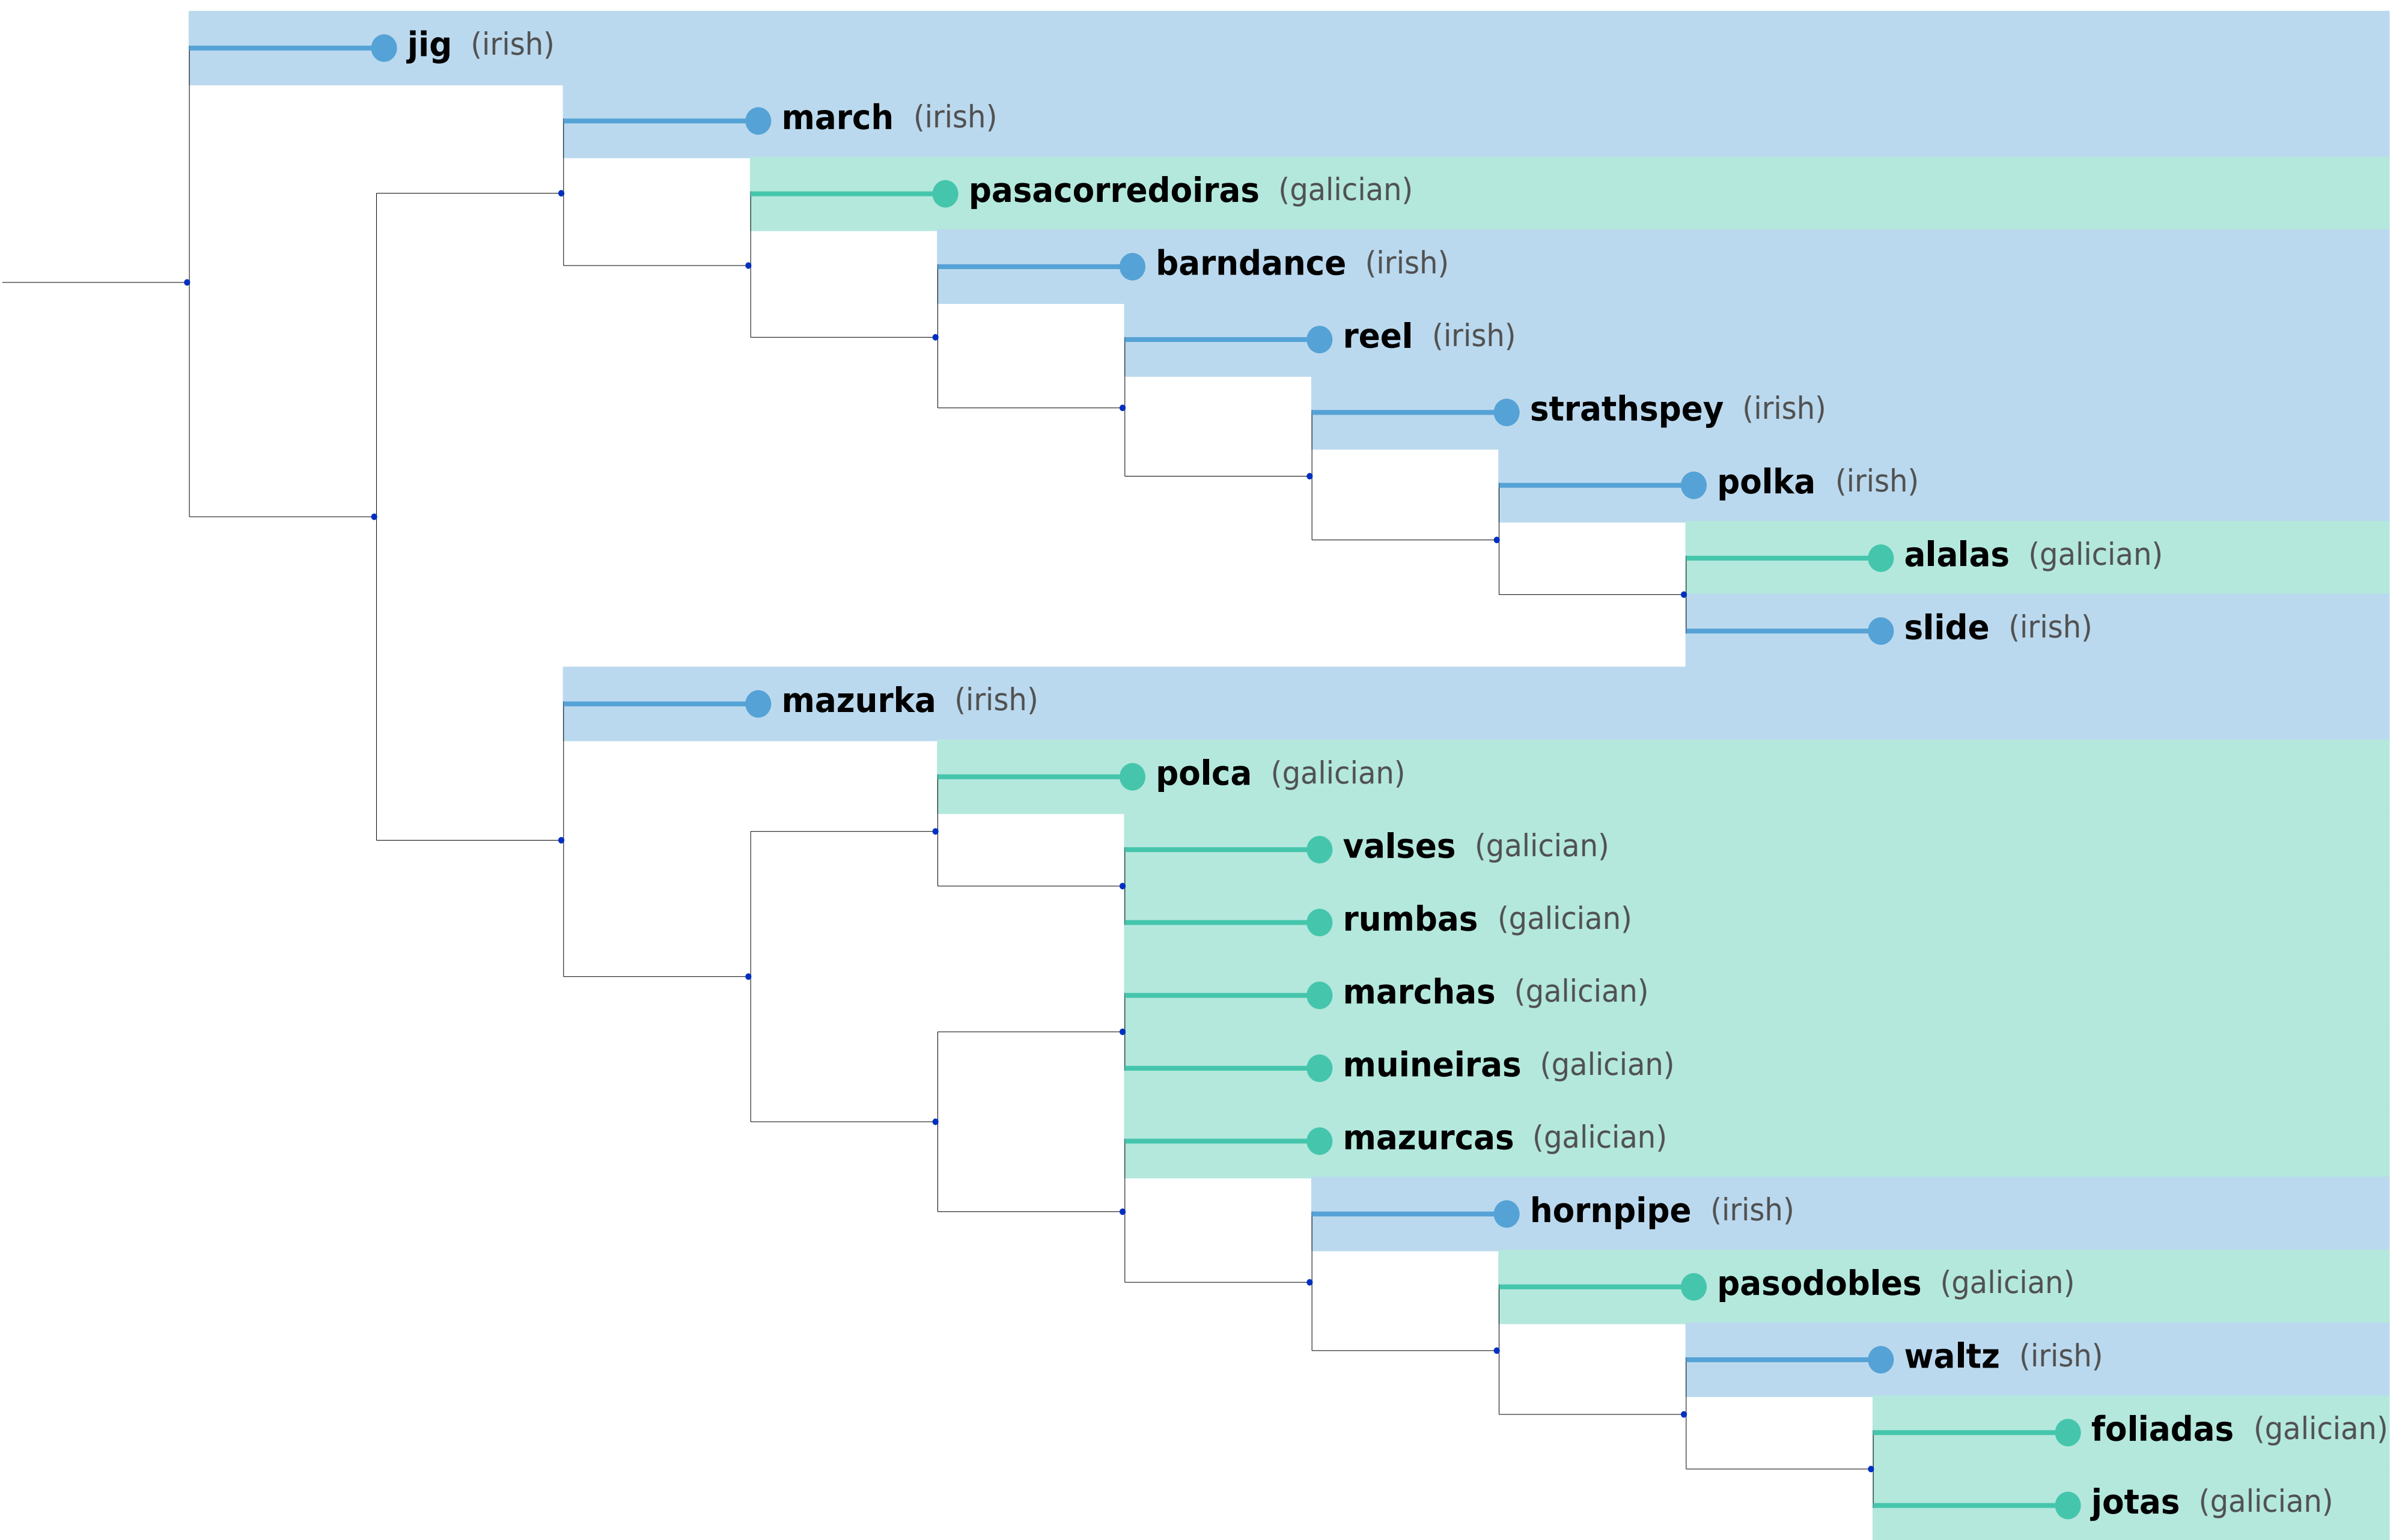 jig (irish)
march (irish)
pasacorredoiras (galician)
barndance (irish)
reel (irish)
strathspey (irish)
polka (irish)
alalas (galician)
slide (irish)
mazurka (irish)
polca (galician)
valses (galician)
rumbas (galician)
marchas (galician)
muineiras (galician)
mazurcas (galician)
hornpipe (irish)
pasodobles (galician)
waltz (irish)
foliadas (galician)
jotas (galician)